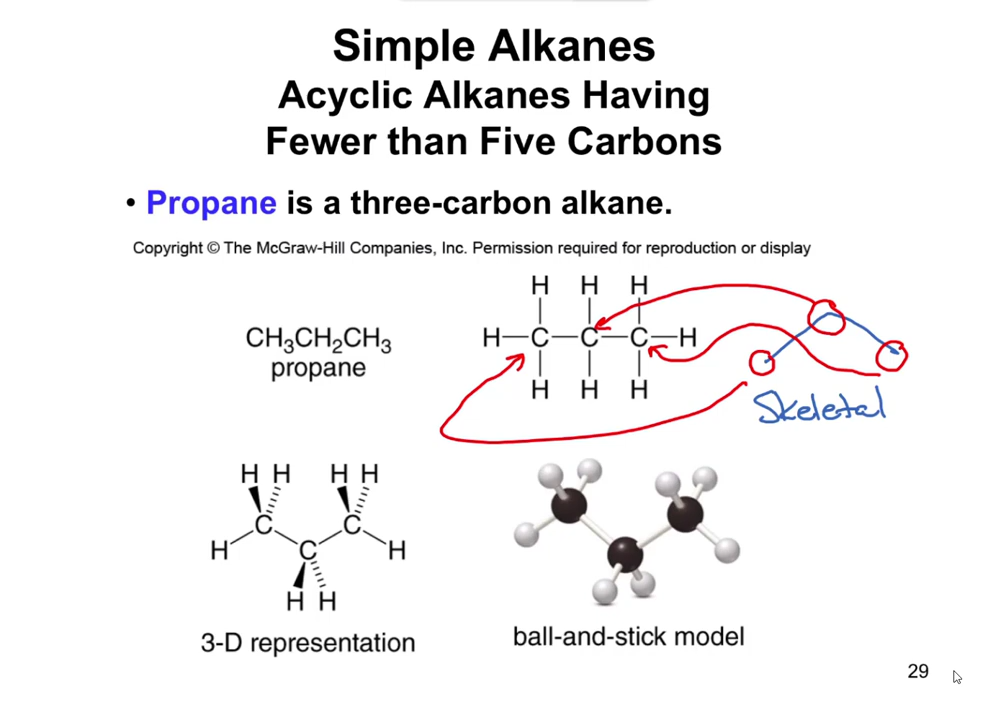 Simple Alkanes
Acyclic Alkanes Having
Fewer than Five Carbons
• Propane is a three-carbon alkane.
Copyright © The McGraw-Hill Companies, Inc. Permission required for reproduction or display
H H H
CH₃CH₂CH₃
H—C—C—C—H
propane
H H H
Skeletal
H H H H
C C
H C H
H H
3-D representation
ball-and-stick model
29